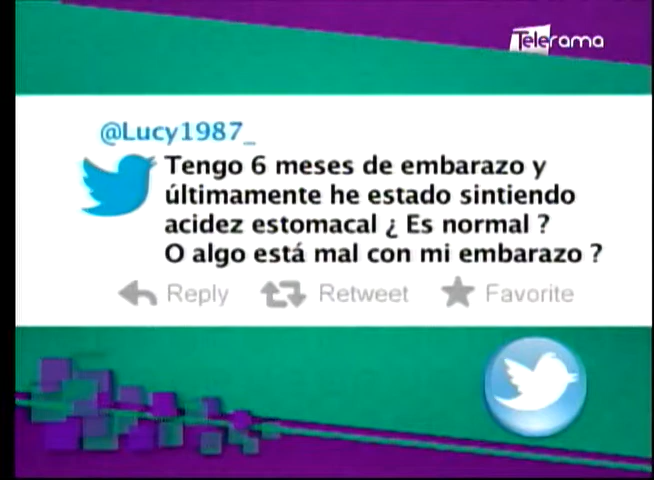 Telerama
@Lucy1987_
Tengo 6 meses de embarazo y
últimamente he estado sintiendo
acidez estomacal ¿ Es normal ?
O algo está mal con mi embarazo ?
Reply Retweet Favorite